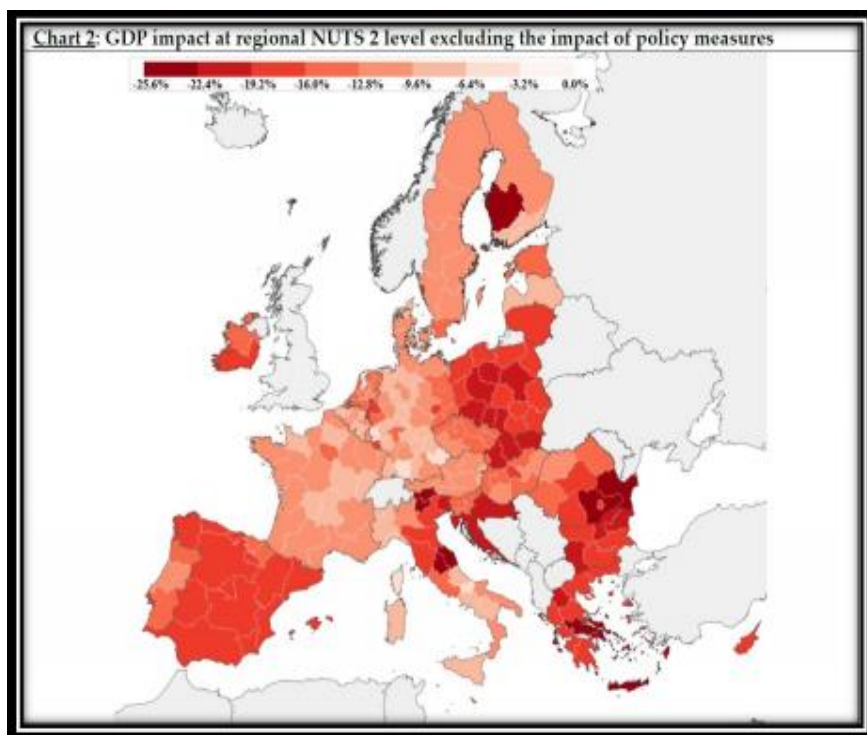 Chart 2: GDP impact at regional NUTS 2 level excluding the impact of policy measures
-25.6% -22.4% -19.2% -16.0% -12.8% -9.6% -6.4% -3.2% 0.0%